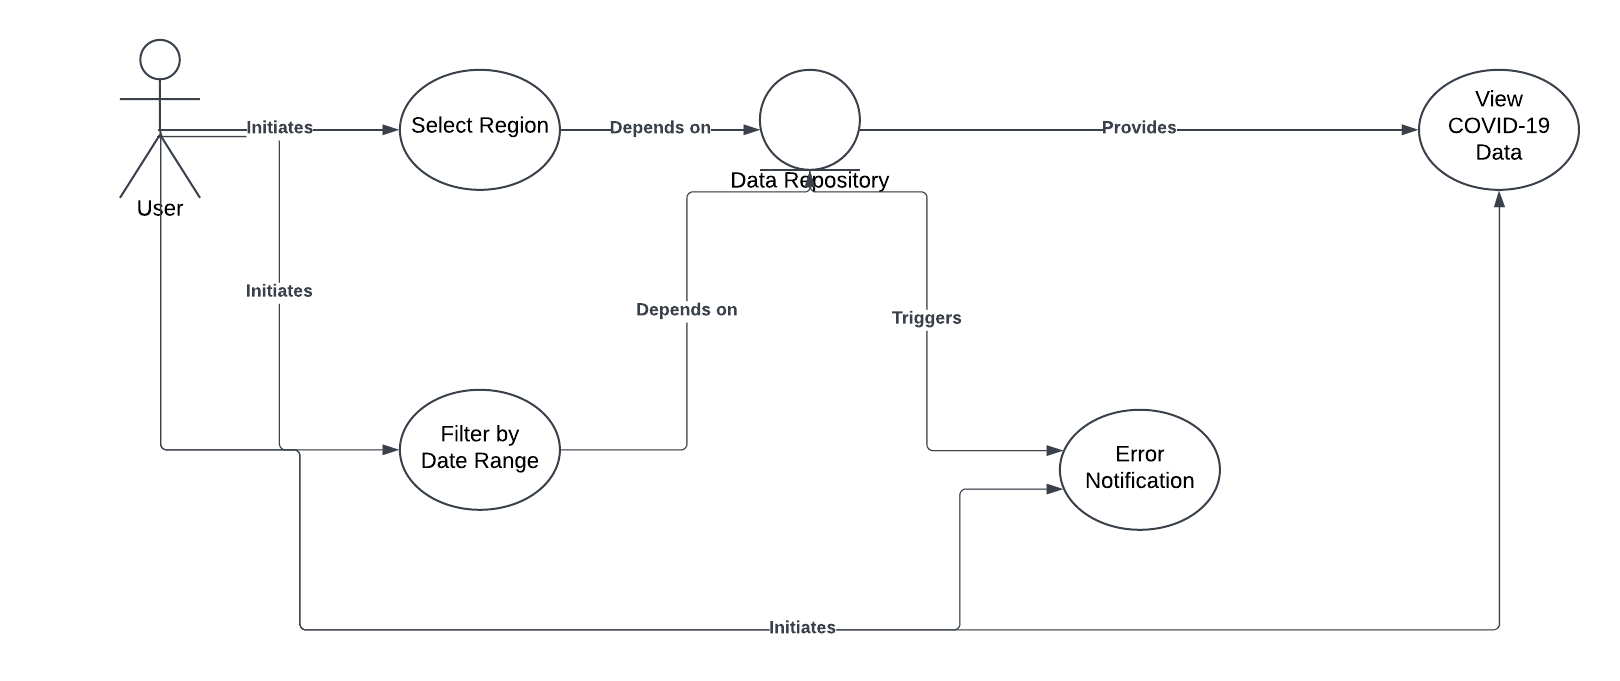 View
COVID-19
Data
Select Region
Initiates
Depends on
Provides
Data Repository
User
Initiates
Depends on
Triggers
Filter by
Date Range
Error
Notification
Initiates